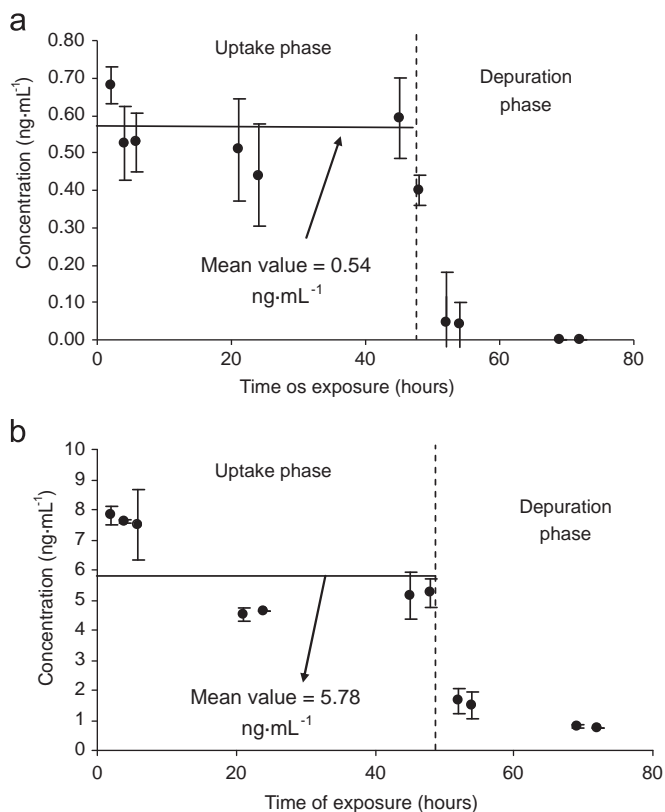 a
Uptake phase
Depuration
phase
Concentration (ng·mL⁻¹)
0.80
0.70
0.60
0.50
0.40
0.30
0.20
0.10
0.00
Mean value = 0.54
ng·mL⁻¹
0 20 40 60 80
Time os exposure (hours)
b
Uptake phase
Depuration
phase
Concentration (ng·mL⁻¹)
10
9
8
7
6
5
4
3
2
1
0
Mean value = 5.78
ng·mL⁻¹
0 20 40 60 80
Time of exposure (hours)